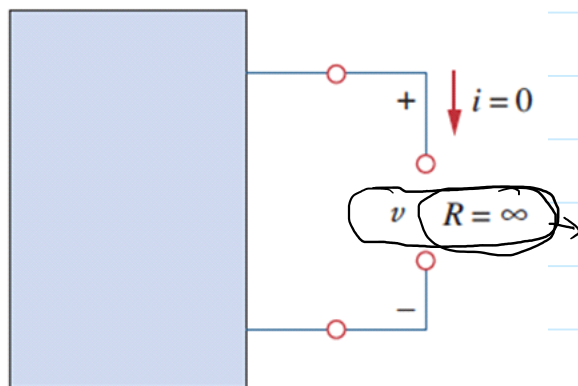 +
i = 0
v R = ∞
−